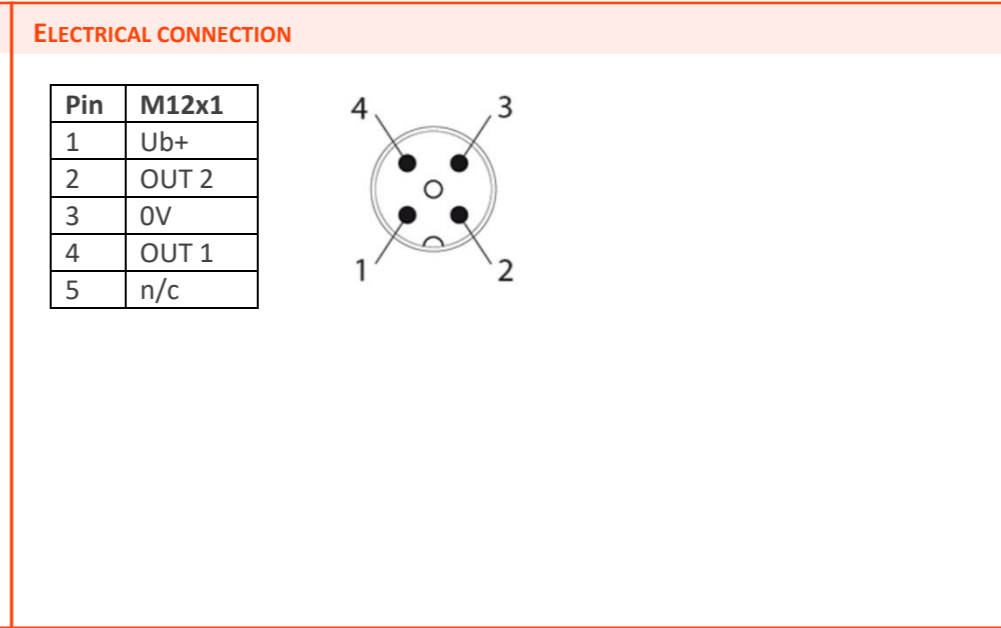 ELECTRICAL CONNECTION
Pin M12x1
1 Ub+
2 OUT 2
3 0V
4 OUT 1
5 n/c
4 3
1 2